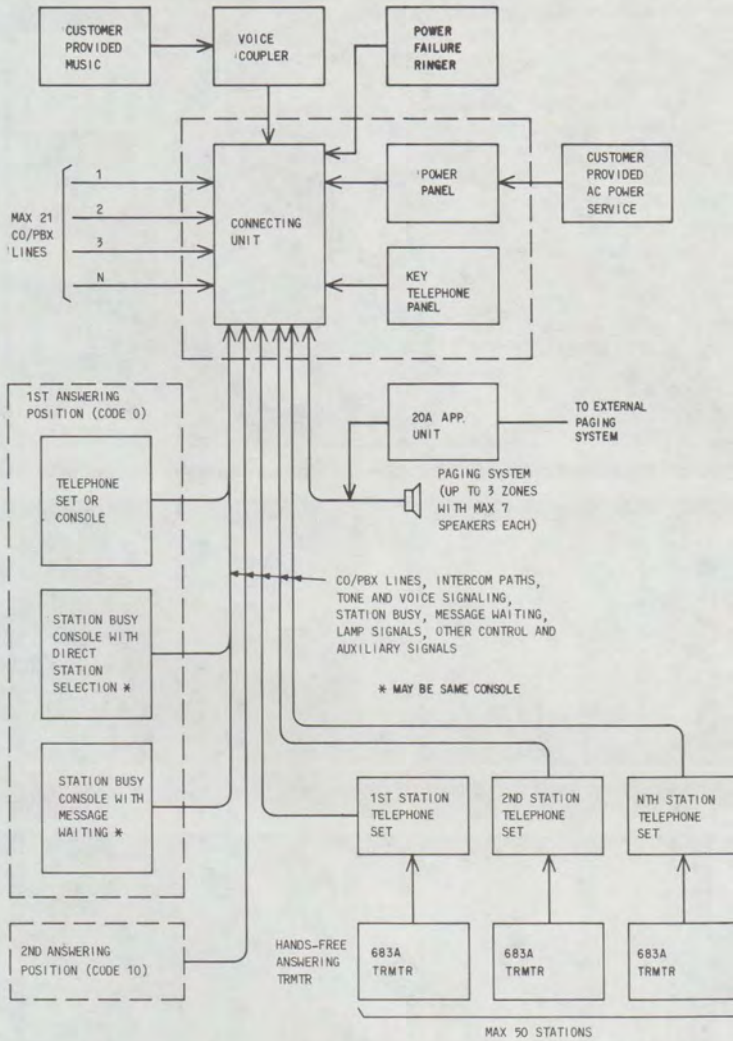 CUSTOMER
PROVIDED
MUSIC
VOICE
COUPLER
POWER
FAILURE
RINGER
MAX 21
CO/PBX
LINES
1
2
3
N
CONNECTING
UNIT
POWER
PANEL
CUSTOMER
PROVIDED
AC POWER
SERVICE
KEY
TELEPHONE
PANEL
1ST ANSWERING
POSITION (CODE 0)
TELEPHONE
SET OR
CONSOLE
STATION BUSY
CONSOLE WITH
DIRECT
STATION
SELECTION *
STATION BUSY
CONSOLE WITH
MESSAGE
WAITING *
2ND ANSWERING
POSITION (CODE 10)
20A APP.
UNIT
TO EXTERNAL
PAGING
SYSTEM
PAGING SYSTEM
(UP TO 3 ZONES
WITH MAX 7
SPEAKERS EACH)
CO/PBX LINES, INTERCOM PATHS,
TONE AND VOICE SIGNALING,
STATION BUSY, MESSAGE WAITING,
LAMP SIGNALS, OTHER CONTROL AND
AUXILIARY SIGNALS
* MAY BE SAME CONSOLE
1ST STATION
TELEPHONE
SET
2ND STATION
TELEPHONE
SET
NTH STATION
TELEPHONE
SET
HANDS-FREE
ANSWERING
TRMTR
683A
TRMTR
683A
TRMTR
683A
TRMTR
MAX 50 STATIONS